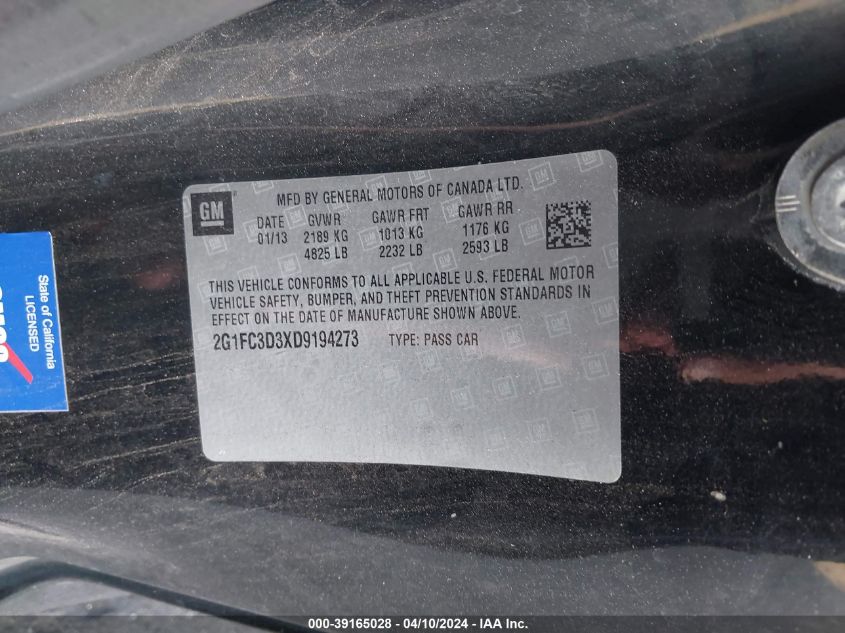 GM
MFD BY GENERAL MOTORS OF CANADA LTD.
DATE GVWR GAWR FRT GAWR RR
01/13 2189 KG 1013 KG 1176 KG
4825 LB 2232 LB 2593 LB
THIS VEHICLE CONFORMS TO ALL APPLICABLE U.S. FEDERAL MOTOR
VEHICLE SAFETY, BUMPER, AND THEFT PREVENTION STANDARDS IN
EFFECT ON THE DATE OF MANUFACTURE SHOWN ABOVE.
2G1FC3D3XD9194273 TYPE: PASS CAR
State of California
LICENSED
000-39165028 - 04/10/2024 - IAA Inc.